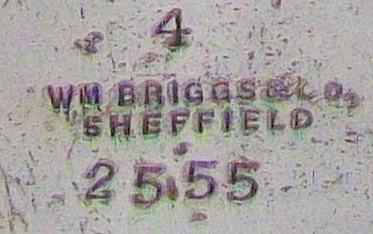 4
WM BRIGGS & Co,
SHEFFIELD
2555